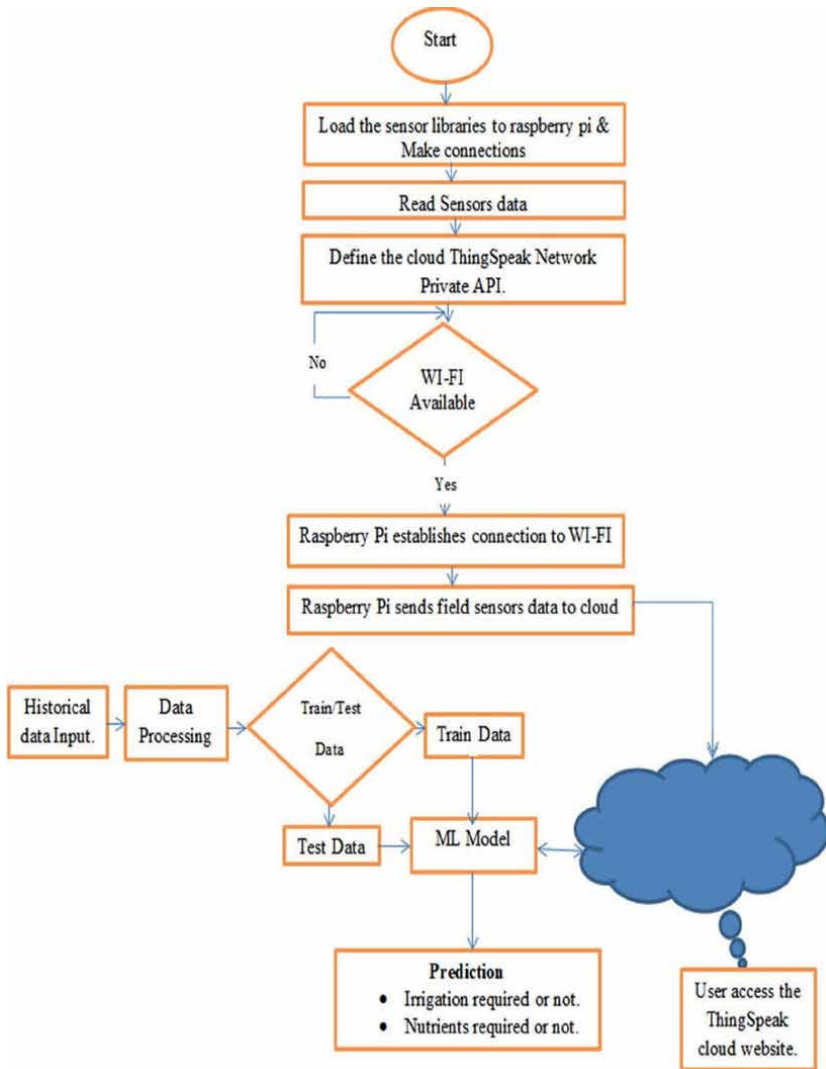 Start
Load the sensor libraries to raspberry pi &
Make connections
Read Sensors data
Define the cloud ThingSpeak Network
Private API.
No
WI-FI
Available
Yes
Raspberry Pi establishes connection to WI-FI
Raspberry Pi sends field sensors data to cloud
Historical
data Input.
Data
Processing
Train/Test
Data
Train Data
Test Data
ML Model
Prediction
• Irrigation required or not.
• Nutrients required or not.
User access the
ThingSpeak
cloud website.